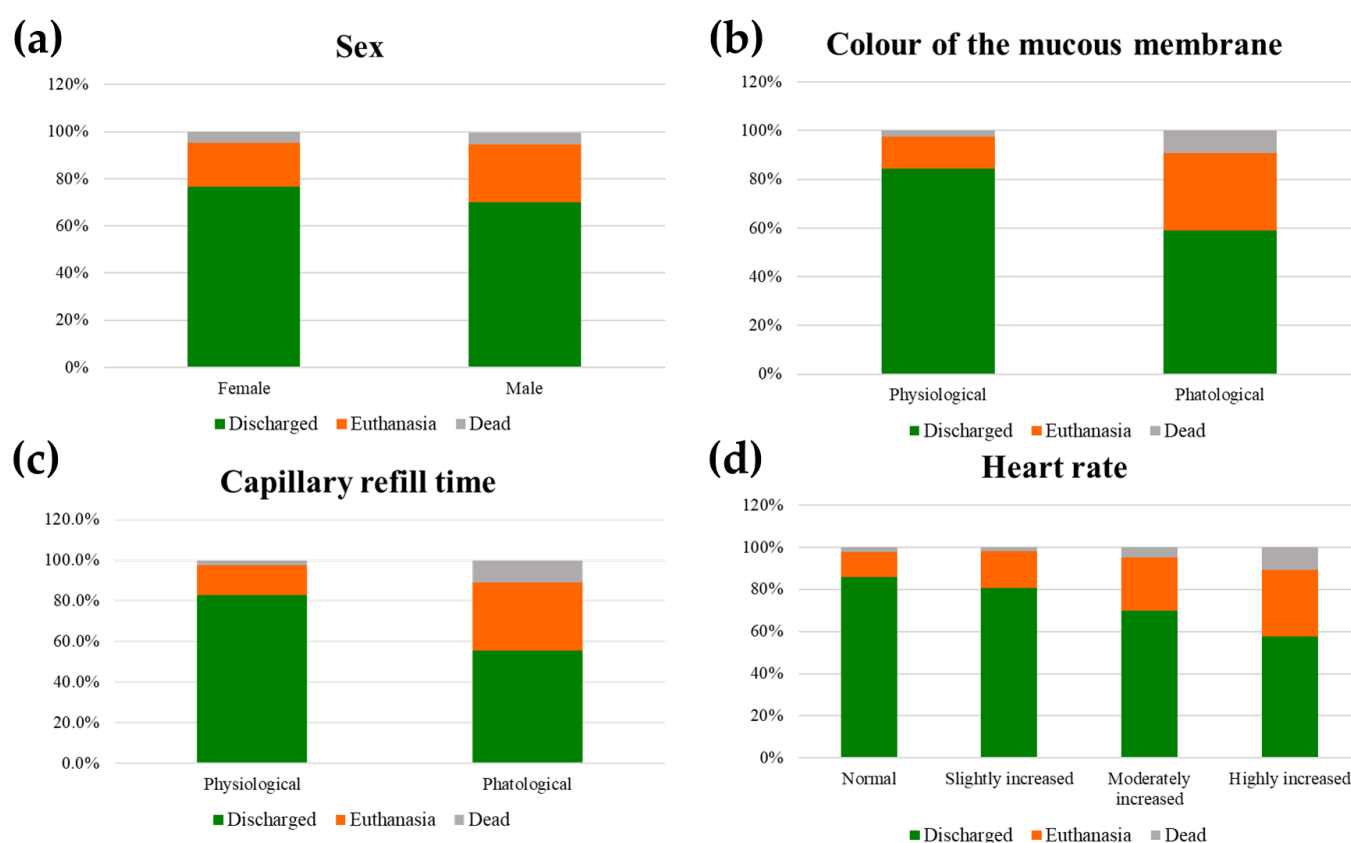 (a)
Sex
120%
100%
80%
60%
40%
20%
0%
Female Male
Discharged Euthanasia Dead
(b)
Colour of the mucous membrane
120%
100%
80%
60%
40%
20%
0%
Physiological Phatological
Discharged Euthanasia Dead
(c)
Capillary refill time
120.0%
100.0%
80.0%
60.0%
40.0%
20.0%
0.0%
Physiological Phatological
Discharged Euthanasia Dead
(d)
Heart rate
120%
100%
80%
60%
40%
20%
0%
Normal Slightly increased Moderately increased Highly increased
Discharged Euthanasia Dead